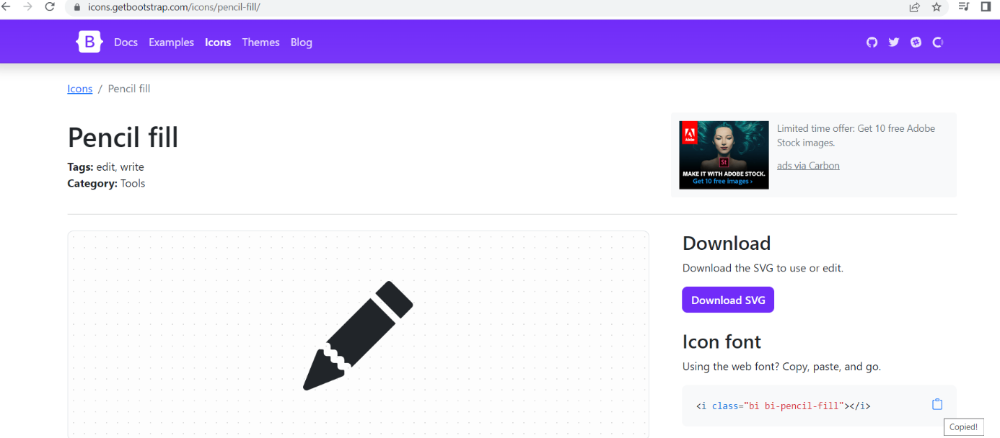 icons.getbootstrap.com/icons/pencil-fill/
B Docs Examples Icons Themes Blog
Icons / Pencil fill
Pencil fill
Tags: edit, write
Category: Tools
Adobe
St
MAKE IT WITH ADOBE STOCK.
Get 10 free images ›
Limited time offer: Get 10 free Adobe
Stock images.
ads via Carbon
Download
Download the SVG to use or edit.
Download SVG
Icon font
Using the web font? Copy, paste, and go.
<i class="bi bi-pencil-fill"></i>
Copied!